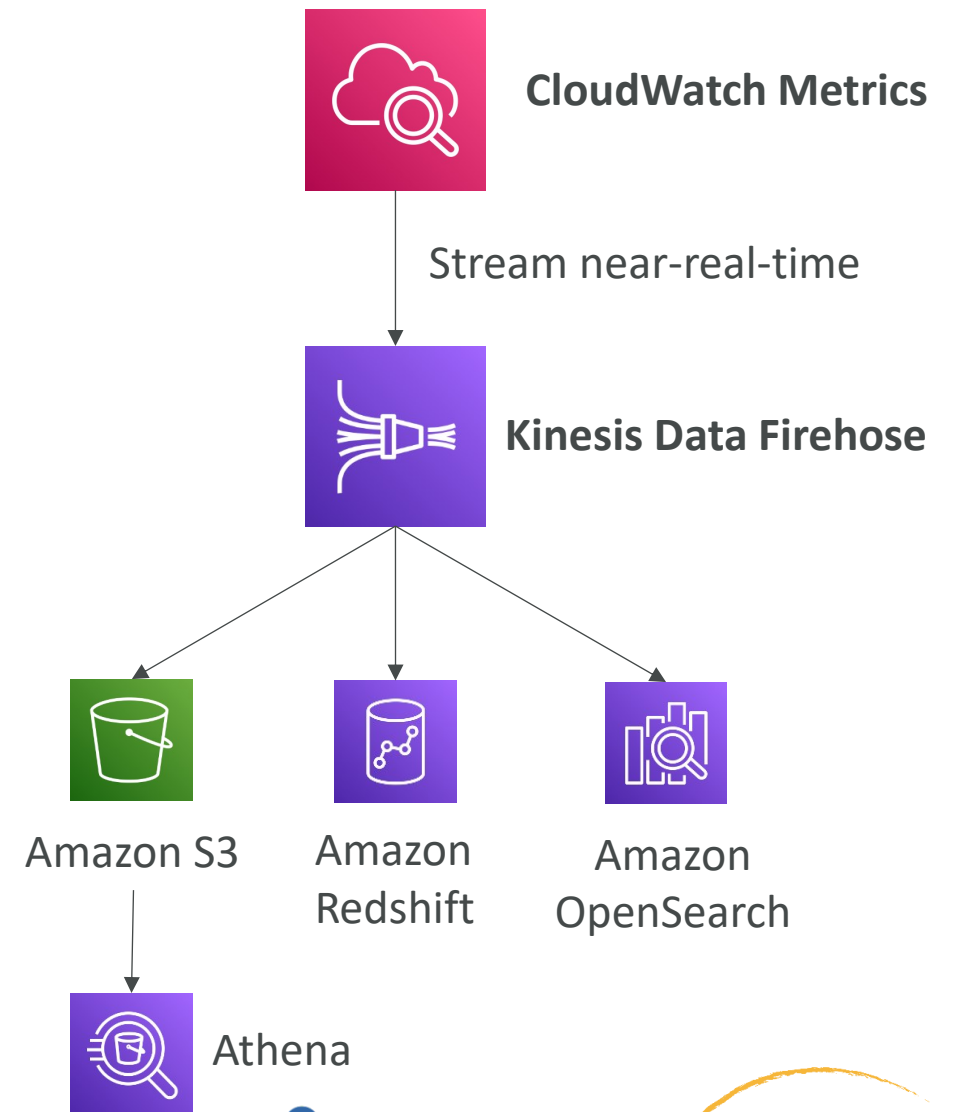 CloudWatch Metrics
Stream near-real-time
Kinesis Data Firehose
Amazon S3
Amazon
Redshift
Amazon
OpenSearch
Athena